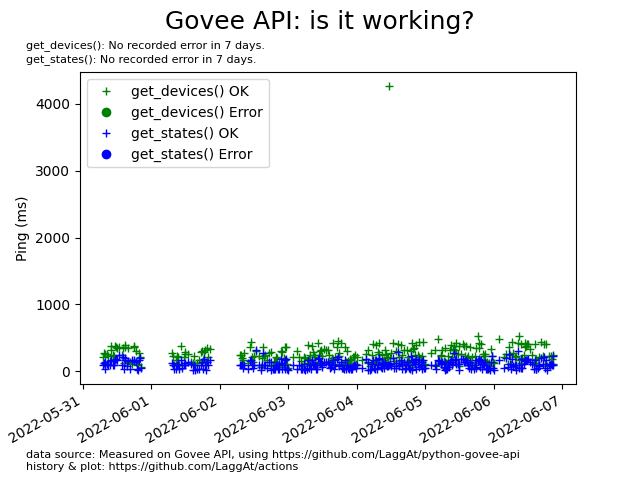 Govee API: is it working?
get_devices(): No recorded error in 7 days.
get_states(): No recorded error in 7 days.
get_devices() OK
get_devices() Error
get_states() OK
get_states() Error
Ping (ms)
4000
3000
2000
1000
0
2022-05-31
2022-06-01
2022-06-02
2022-06-03
2022-06-04
2022-06-05
2022-06-06
2022-06-07
data source: Measured on Govee API, using https://github.com/LaggAt/python-govee-api
history & plot: https://github.com/LaggAt/actions